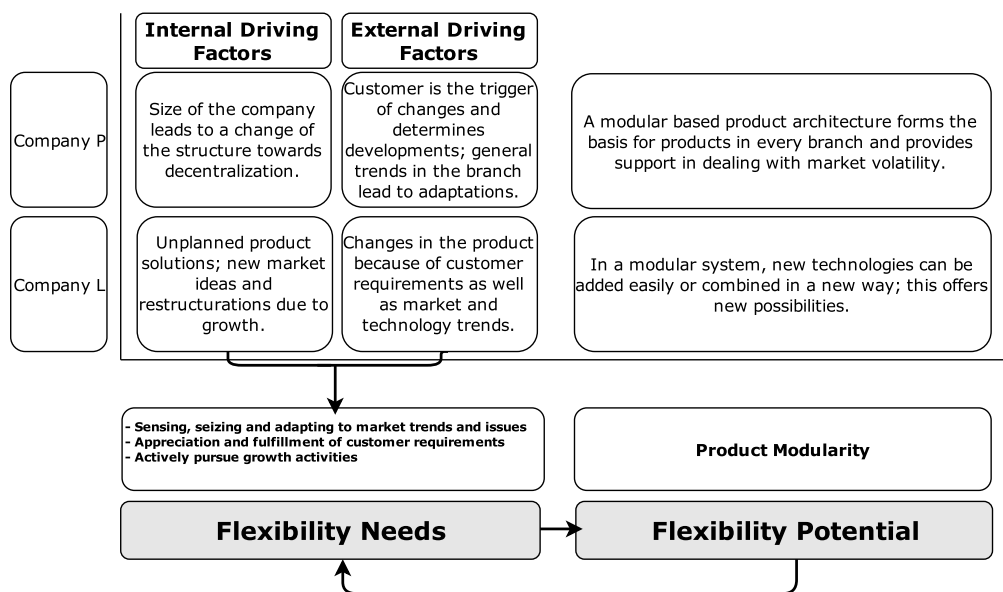 Internal Driving
Factors
External Driving
Factors
Company P
Size of the company
leads to a change of
the structure towards
decentralization.
Customer is the trigger
of changes and
determines
developments; general
trends in the branch
lead to adaptations.
A modular based product architecture forms the
basis for products in every branch and provides
support in dealing with market volatility.
Company L
Unplanned product
solutions; new market
ideas and
restructurations due to
growth.
Changes in the product
because of customer
requirements as well
as market and
technology trends.
In a modular system, new technologies can be
added easily or combined in a new way; this offers
new possibilities.
- Sensing, seizing and adapting to market trends and issues
- Appreciation and fulfillment of customer requirements
- Actively pursue growth activities
Product Modularity
Flexibility Needs
Flexibility Potential